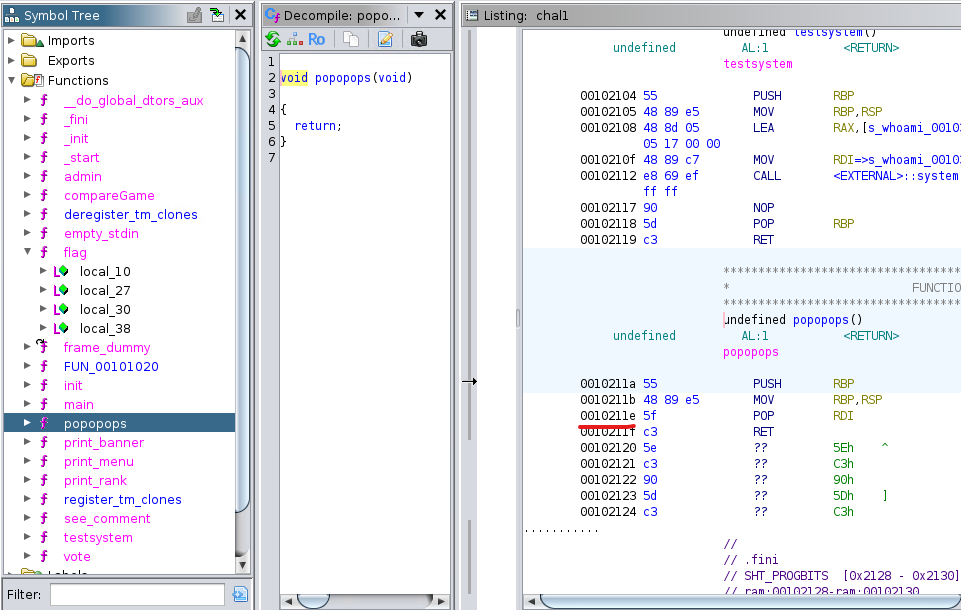 Symbol Tree
Imports
Exports
Functions
__do_global_dtors_aux
_fini
_init
_start
admin
compareGame
deregister_tm_clones
empty_stdin
flag
local_10
local_27
local_30
local_38
frame_dummy
FUN_00101020
init
main
popopops
print_banner
print_menu
print_rank
register_tm_clones
see_comment
testsystem
vote
Filter:
Decompile: popo...
Ro
1
2 void popopops(void)
3
4 {
5 return;
6 }
7
Listing: chal1
undefined testsystem()
undefined AL:1 <RETURN>
testsystem
00102104 55 PUSH RBP
00102105 48 89 e5 MOV RBP,RSP
00102108 48 8d 05 LEA RAX,[s_whoami_0010
05 17 00 00
0010210f 48 89 c7 MOV RDI=>s_whoami_0010
00102112 e8 69 ef CALL <EXTERNAL>::system
ff ff
00102117 90 NOP
00102118 5d POP RBP
00102119 c3 RET
**********************************
* FUNCTIO
**********************************
undefined popopops()
undefined AL:1 <RETURN>
popopops
0010211a 55 PUSH RBP
0010211b 48 89 e5 MOV RBP,RSP
0010211e 5f POP RDI
0010211f c3 RET
00102120 5e ?? 5Eh ^
00102121 c3 ?? C3h
00102122 90 ?? 90h
00102123 5d ?? 5Dh ]
00102124 c3 ?? C3h
...........
//
// .fini
// SHT_PROGBITS [0x2128 - 0x2130]
// ram:00102128-ram:00102130